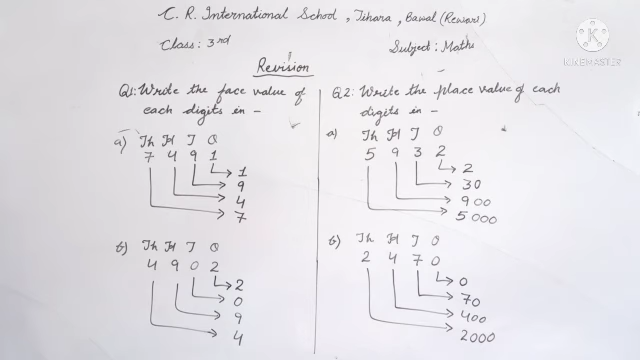 C. R. International School, Jihara, Bawal (Rewari)
Class: 3rd
Subject: Maths
KINEMASTER
Revision
Q1: Write the face value of each digits in -
a) Th H T O
7 4 9 1
1
9
4
7
b) Th H T O
4 9 0 2
2
0
9
4
Q2: Write the place value of each digits in -
a) Th H T O
5 9 3 2
2
30
900
5000
b) Th H T O
2 4 7 0
0
70
400
2000